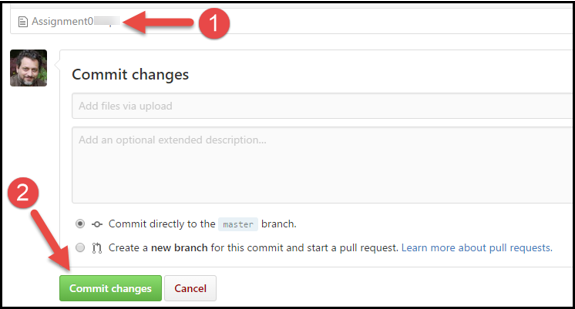 Assignment0
1
Commit changes
Add files via upload
Add an optional extended description...
Commit directly to the master branch.
Create a new branch for this commit and start a pull request. Learn more about pull requests.
2
Commit changes Cancel